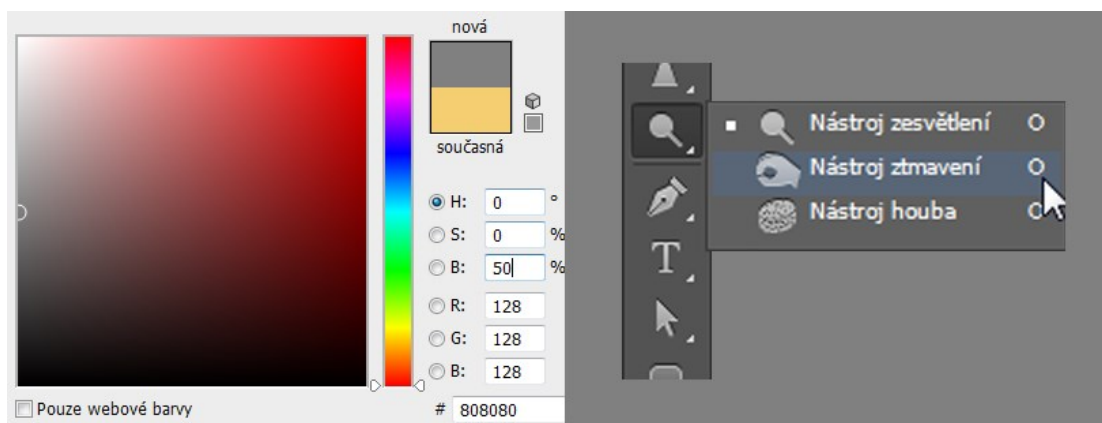 nová
současná
H: 0 °
S: 0 %
B: 50 %
R: 128
G: 128
B: 128
Pouze webové barvy
# 808080
Nástroj zesvětlení O
Nástroj ztmavení O
Nástroj houba O
T